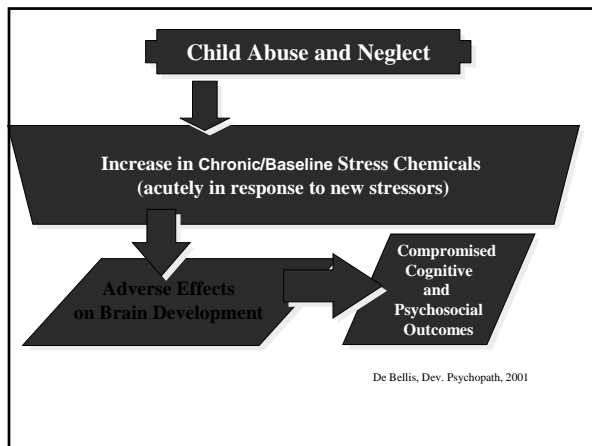 Child Abuse and Neglect
Increase in Chronic/Baseline Stress Chemicals
(acutely in response to new stressors)
Adverse Effects
on Brain Development
Compromised
Cognitive
and
Psychosocial
Outcomes
De Bellis, Dev. Psychopath, 2001